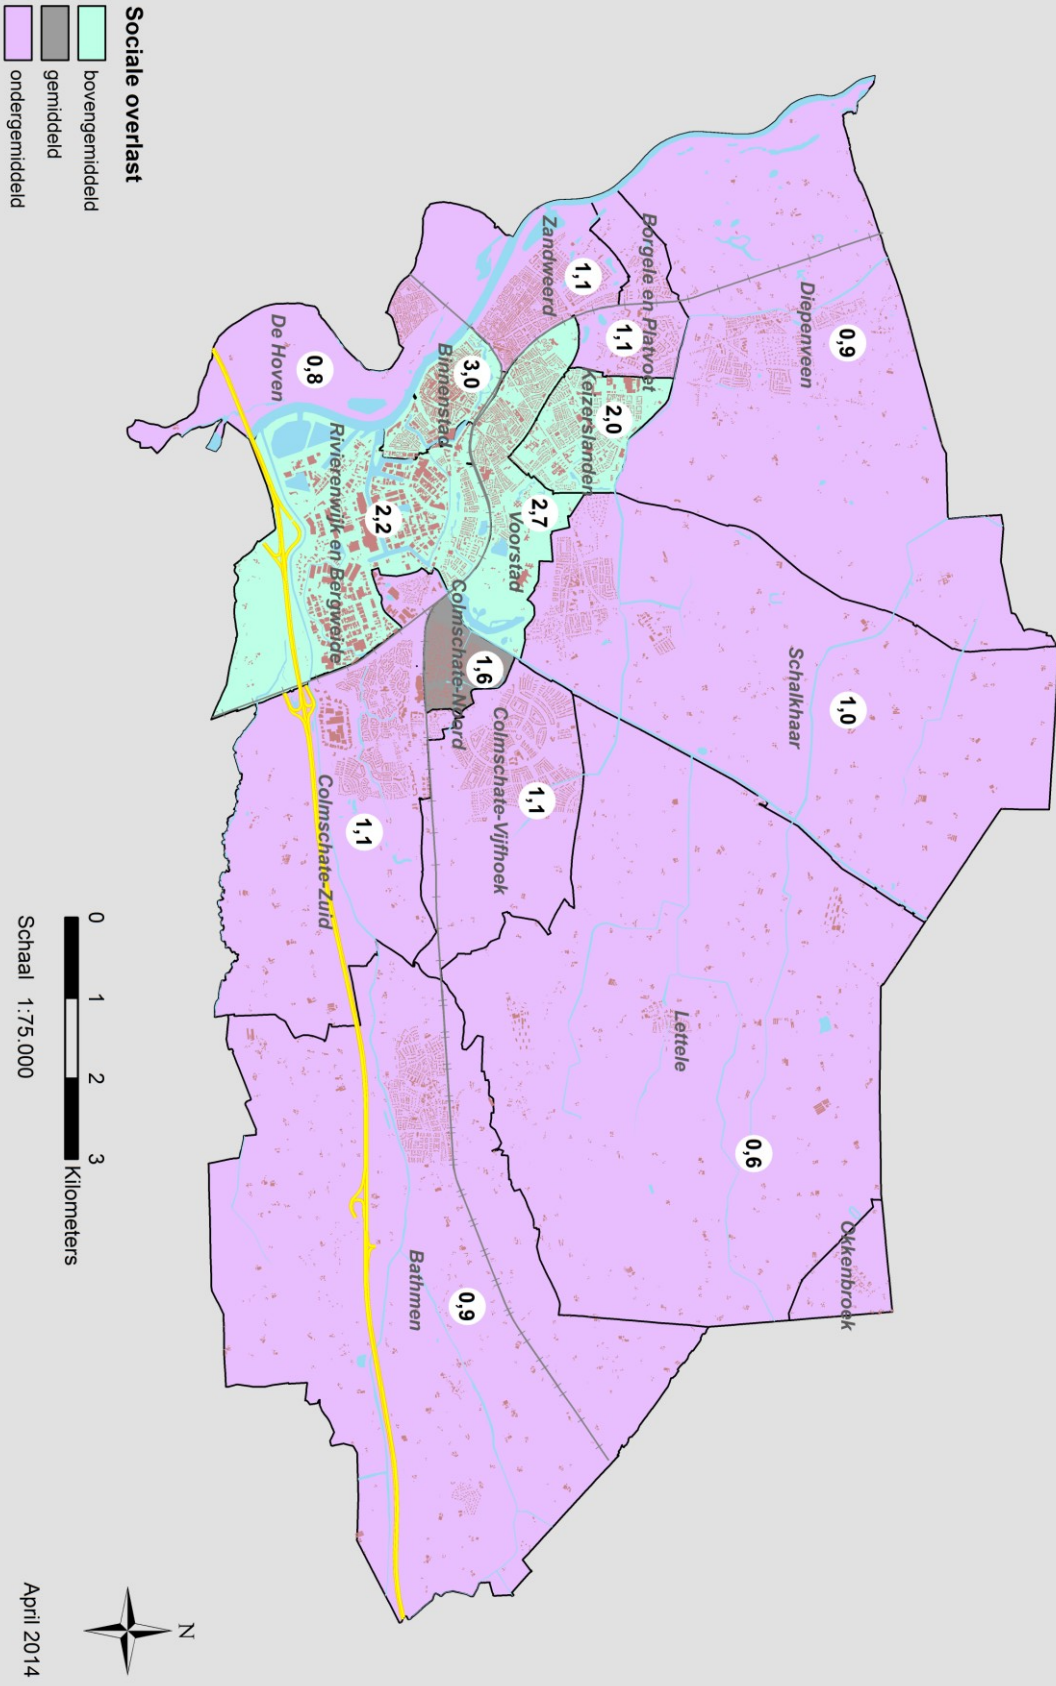 Diepenveen
0,9
Borgele en Platvoet
1,1
Zandweerd
1,1
Keizerslanden
2,0
Schalkhaar
1,0
Okkenbroek
Lettele
0,6
Binnenstad
3,0
Voorstad
2,7
Colmschate-Noord
1,6
Colmschate-Vijfhoek
1,1
De Hoven
0,8
Rivierenwijk en Bergweide
2,2
Colmschate-Zuid
1,1
Bathmen
0,9
Sociale overlast
bovengemiddeld
gemiddeld
ondergemiddeld
0 1 2 3
Kilometers
Schaal 1:75.000
N
April 2014